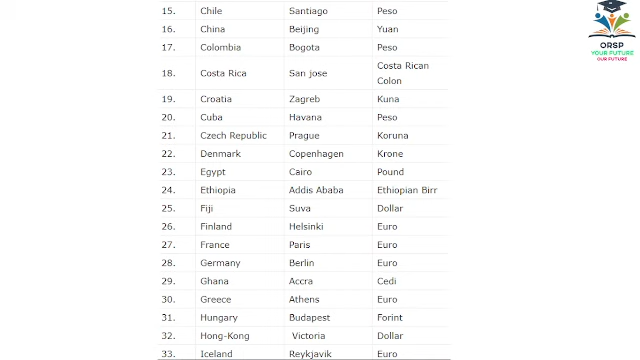 15. Chile Santiago Peso
16. China Beijing Yuan
17. Colombia Bogota Peso
18. Costa Rica San jose Costa Rican
Colon
19. Croatia Zagreb Kuna
20. Cuba Havana Peso
21. Czech Republic Prague Koruna
22. Denmark Copenhagen Krone
23. Egypt Cairo Pound
24. Ethiopia Addis Ababa Ethiopian Birr
25. Fiji Suva Dollar
26. Finland Helsinki Euro
27. France Paris Euro
28. Germany Berlin Euro
29. Ghana Accra Cedi
30. Greece Athens Euro
31. Hungary Budapest Forint
32. Hong-Kong Victoria Dollar
33. Iceland Reykjavik Euro
ORSP
YOUR FUTURE
OUR FUTURE